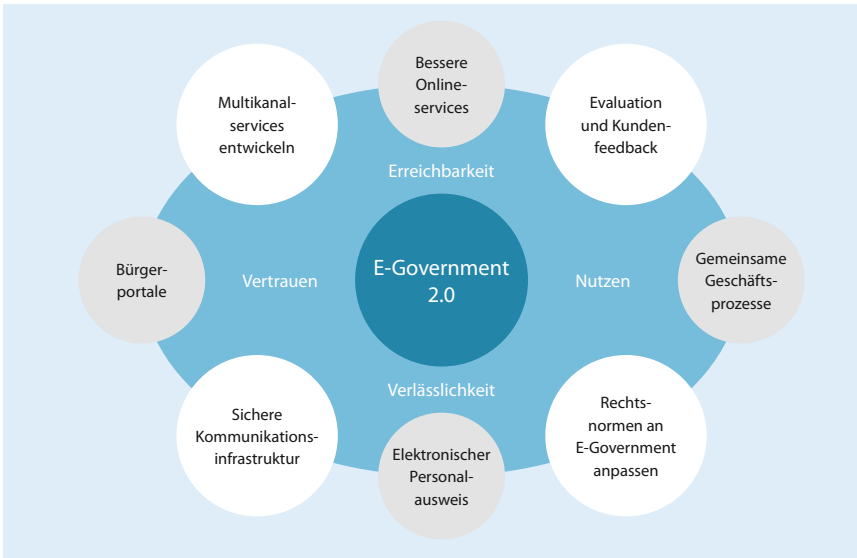 Bessere
Online-
services
Multikanal-
services
entwickeln
Evaluation
und Kunden-
feedback
Erreichbarkeit
Bürger-
portale
Vertrauen
E-Government
2.0
Nutzen
Gemeinsame
Geschäfts-
prozesse
Verlässlichkeit
Sichere
Kommunikations-
infrastruktur
Elektronischer
Personal-
ausweis
Rechts-
normen an
E-Government
anpassen